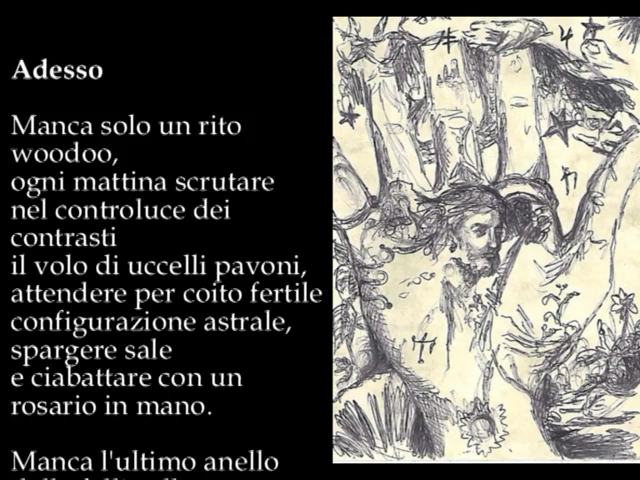 Adesso
Manca solo un rito
woodoo,
ogni mattina scrutare
nel controluce dei
contrasti
il volo di uccelli pavoni,
attendere per coito fertile
configurazione astrale,
spargere sale
e ciabattare con un
rosario in mano.
Manca l'ultimo anello